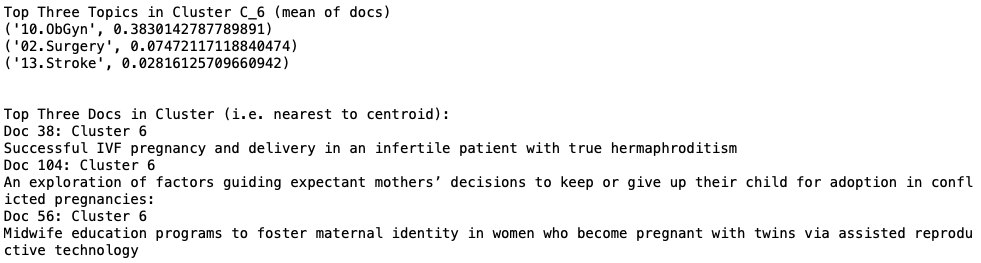 Top Three Topics in Cluster C_6 (mean of docs)
('10.ObGyn', 0.3830142787789891)
('02.Surgery', 0.07472117118840474)
('13.Stroke', 0.02816125709660942)
Top Three Docs in Cluster (i.e. nearest to centroid):
Doc 38: Cluster 6
Successful IVF pregnancy and delivery in an infertile patient with true hermaphroditism
Doc 104: Cluster 6
An exploration of factors guiding expectant mothers’ decisions to keep or give up their child for adoption in confl
icted pregnancies:
Doc 56: Cluster 6
Midwife education programs to foster maternal identity in women who become pregnant with twins via assisted reprodu
ctive technology